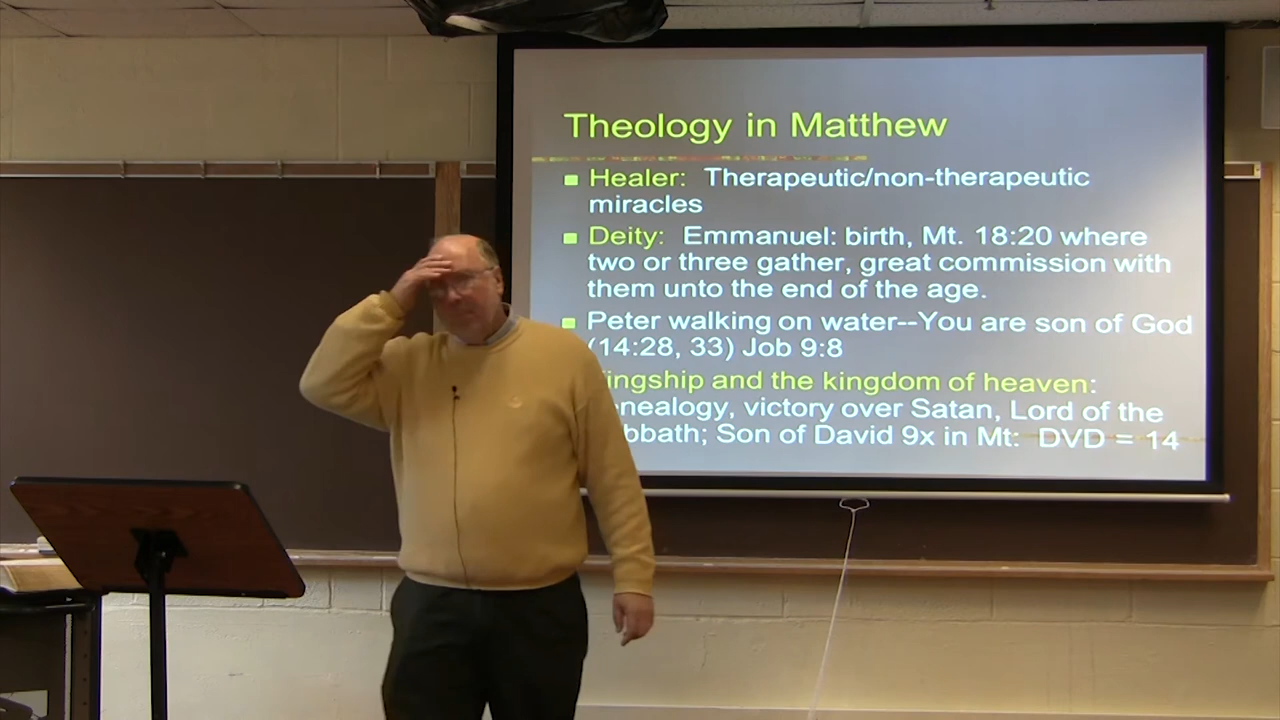 Theology in Matthew
Healer: Therapeutic/non-therapeutic
miracles
Deity: Emmanuel: birth, Mt. 18:20 where
two or three gather, great commission with
them unto the end of the age.
Peter walking on water--You are son of God
(14:28, 33) Job 9:8
ingship and the kingdom of heaven:
enealogy, victory over Satan, Lord of the
bbath; Son of David 9x in Mt: DVD = 14